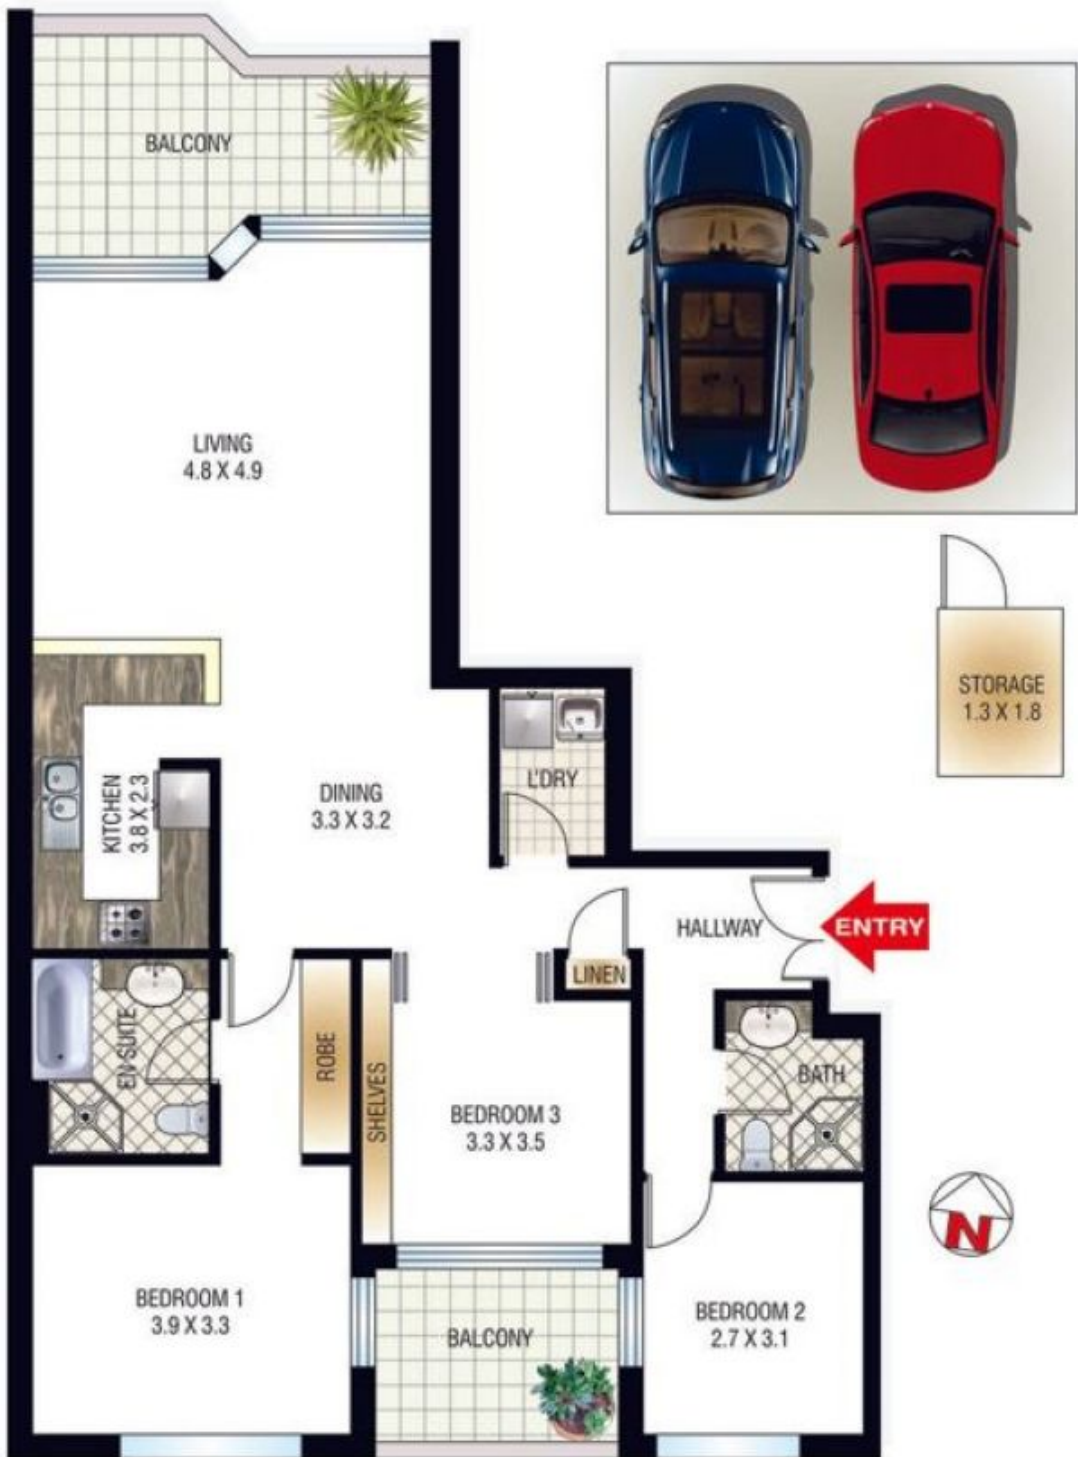 BALCONY
LIVING
4.8 X 4.9
STORAGE
1.3 X 1.8
L'DRY
KITCHEN
3.8 X 2.3
DINING
3.3 X 3.2
HALLWAY
ENTRY
LINEN
EN SUITE
ROBE
SHELVES
BATH
BEDROOM 3
3.3 X 3.5
N
BEDROOM 1
3.9 X 3.3
BALCONY
BEDROOM 2
2.7 X 3.1